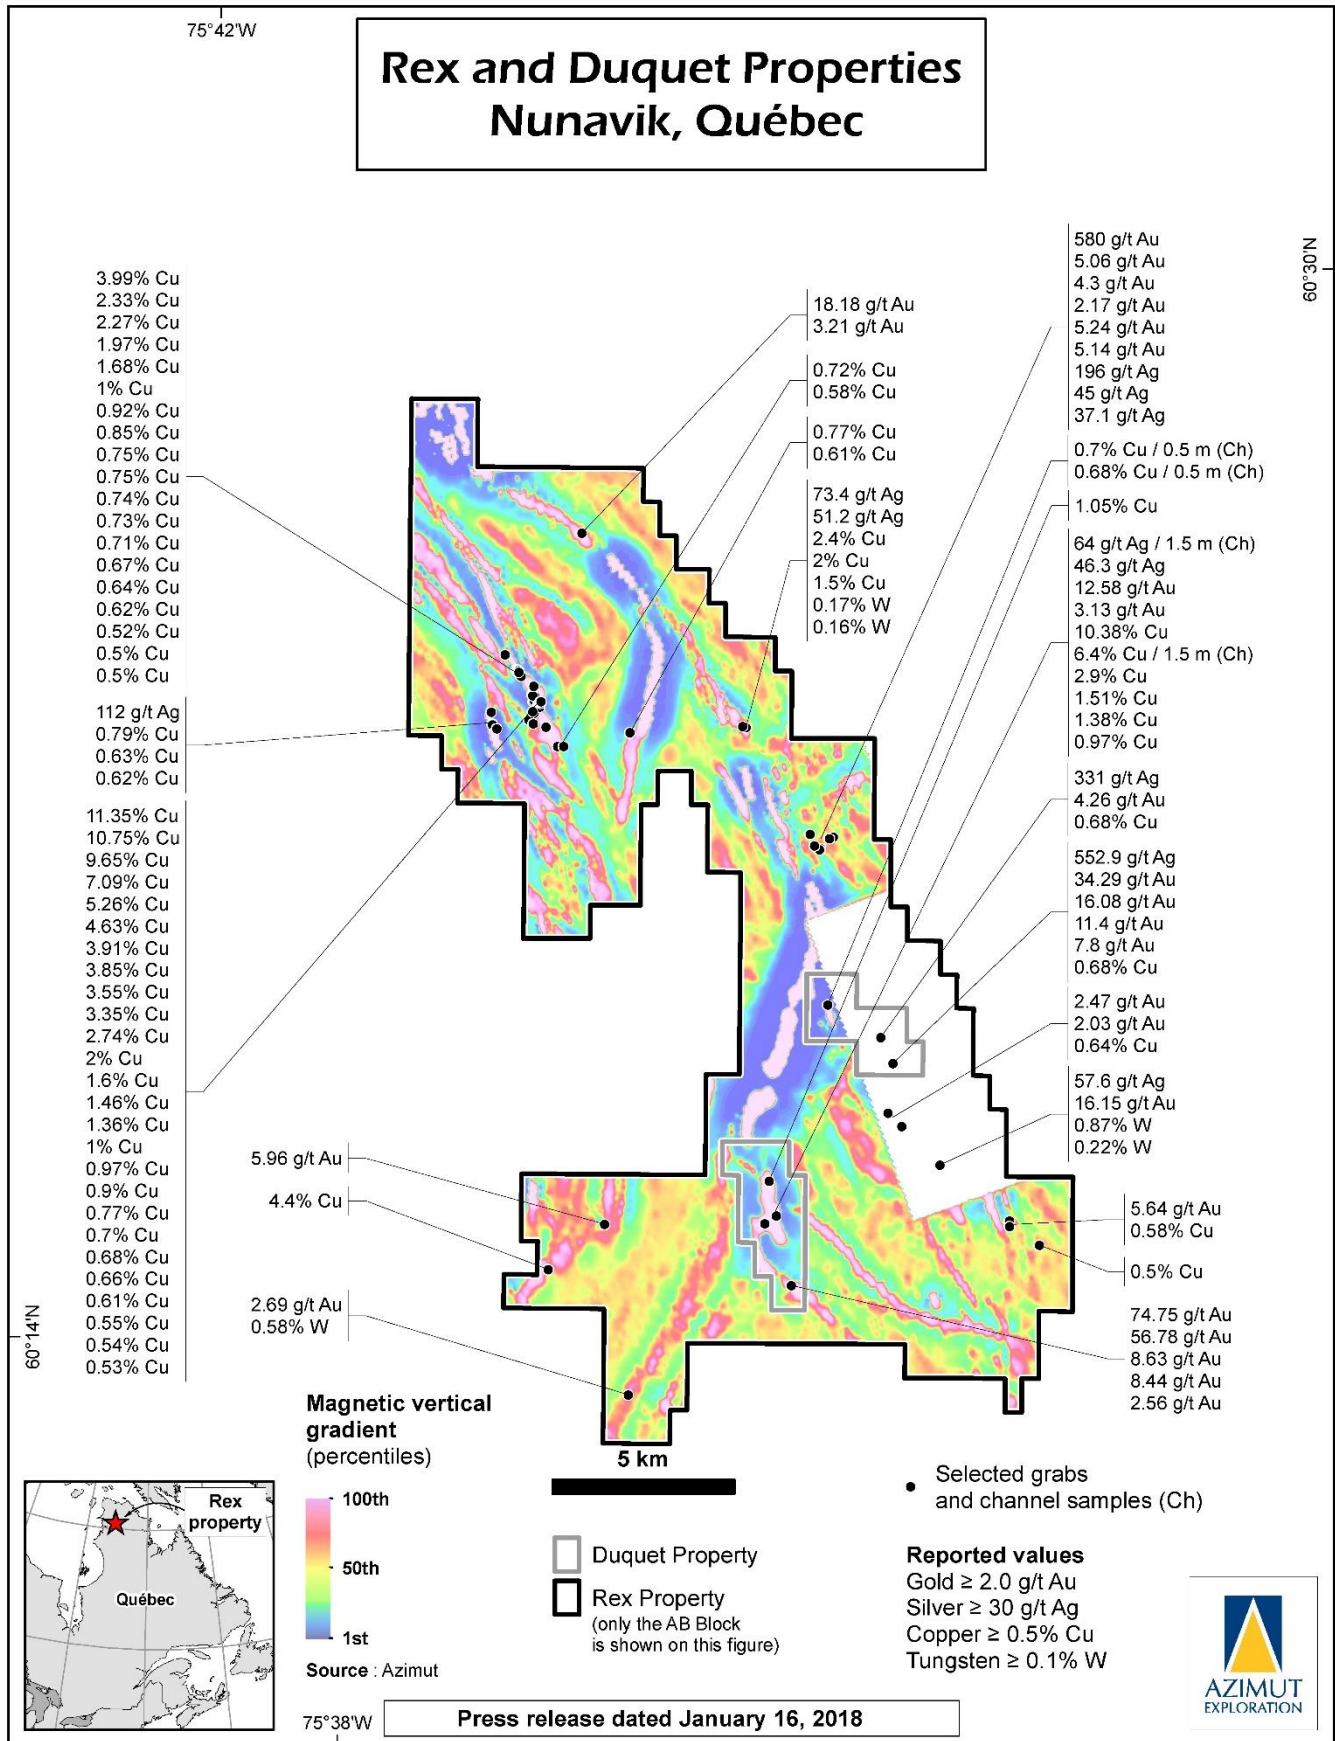 75°42'W
Rex and Duquet Properties
Nunavik, Québec
60°30'N
3.99% Cu
2.33% Cu
2.27% Cu
1.97% Cu
1.68% Cu
1% Cu
0.92% Cu
0.85% Cu
0.75% Cu
0.75% Cu
0.74% Cu
0.73% Cu
0.71% Cu
0.67% Cu
0.64% Cu
0.62% Cu
0.52% Cu
0.5% Cu
0.5% Cu
112 g/t Ag
0.79% Cu
0.63% Cu
0.62% Cu
11.35% Cu
10.75% Cu
9.65% Cu
7.09% Cu
5.26% Cu
4.63% Cu
3.91% Cu
3.85% Cu
3.55% Cu
3.35% Cu
2.74% Cu
2% Cu
1.6% Cu
1.46% Cu
1.36% Cu
1% Cu
0.97% Cu
0.9% Cu
0.77% Cu
0.7% Cu
0.68% Cu
0.66% Cu
0.61% Cu
0.55% Cu
0.54% Cu
0.53% Cu
18.18 g/t Au
3.21 g/t Au
0.72% Cu
0.58% Cu
0.77% Cu
0.61% Cu
73.4 g/t Ag
51.2 g/t Ag
2.4% Cu
2% Cu
1.5% Cu
0.17% W
0.16% W
580 g/t Au
5.06 g/t Au
4.3 g/t Au
2.17 g/t Au
5.24 g/t Au
5.14 g/t Au
196 g/t Ag
45 g/t Ag
37.1 g/t Ag
0.7% Cu / 0.5 m (Ch)
0.68% Cu / 0.5 m (Ch)
1.05% Cu
64 g/t Ag / 1.5 m (Ch)
46.3 g/t Ag
12.58 g/t Au
3.13 g/t Au
10.38% Cu
6.4% Cu / 1.5 m (Ch)
2.9% Cu
1.51% Cu
1.38% Cu
0.97% Cu
331 g/t Ag
4.26 g/t Au
0.68% Cu
552.9 g/t Ag
34.29 g/t Au
16.08 g/t Au
11.4 g/t Au
7.8 g/t Au
0.68% Cu
2.47 g/t Au
2.03 g/t Au
0.64% Cu
57.6 g/t Ag
16.15 g/t Au
0.87% W
0.22% W
5.64 g/t Au
0.58% Cu
0.5% Cu
74.75 g/t Au
56.78 g/t Au
8.63 g/t Au
8.44 g/t Au
2.56 g/t Au
5.96 g/t Au
4.4% Cu
2.69 g/t Au
0.58% W
60°14'N
Magnetic vertical
gradient
(percentiles)
100th
50th
1st
Source : Azimut
5 km
Duquet Property
Rex Property
(only the AB Block
is shown on this figure)
Selected grabs
and channel samples (Ch)
Reported values
Gold ≥ 2.0 g/t Au
Silver ≥ 30 g/t Ag
Copper ≥ 0.5% Cu
Tungsten ≥ 0.1% W
Rex
property
Québec
AZIMUT
EXPLORATION
75°38'W
Press release dated January 16, 2018